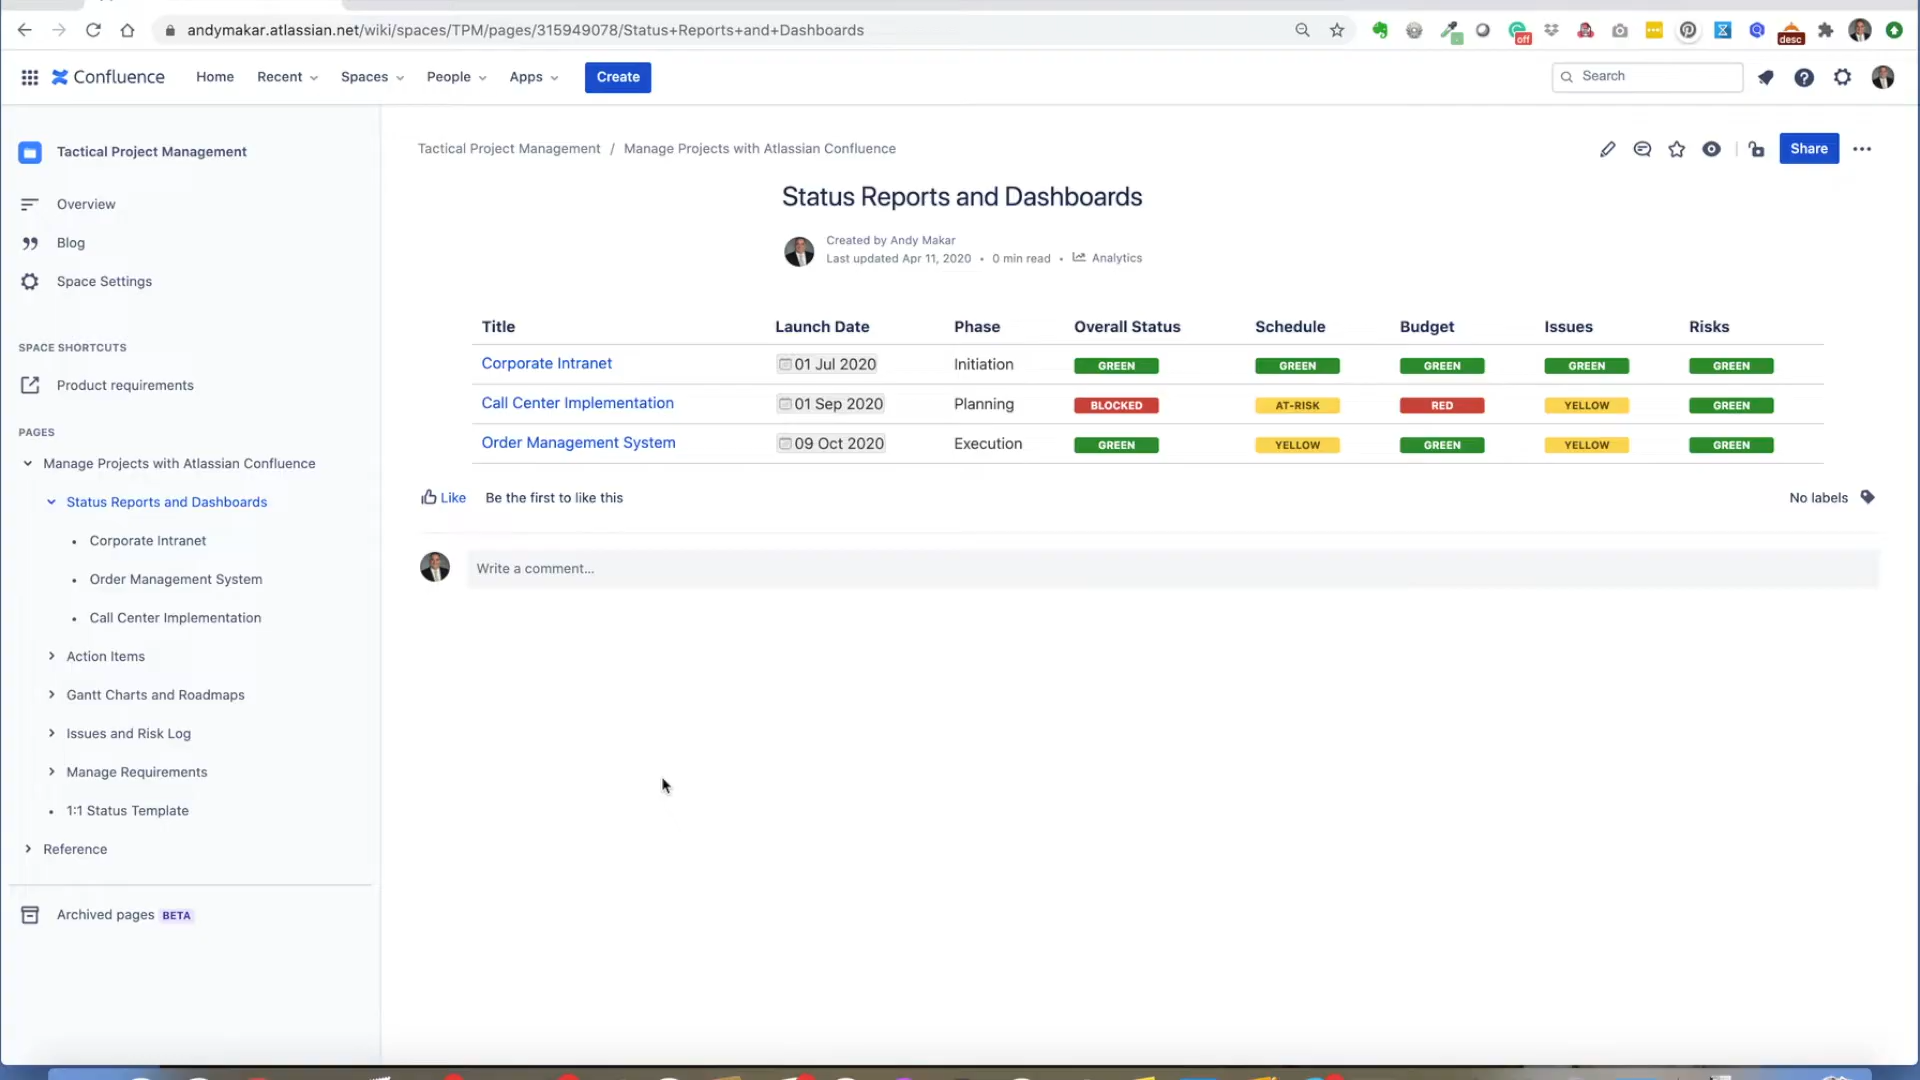 andymakar.atlassian.net/wiki/spaces/TPM/pages/315949078/Status+Reports+and+Dashboards
off
desc
Confluence Home Recent Spaces People Apps Create Search
Tactical Project Management
Overview
Blog
Space Settings
SPACE SHORTCUTS
Product requirements
PAGES
Manage Projects with Atlassian Confluence
Status Reports and Dashboards
Corporate Intranet
Order Management System
Call Center Implementation
Action Items
Gantt Charts and Roadmaps
Issues and Risk Log
Manage Requirements
1:1 Status Template
Reference
Archived pages BETA
Tactical Project Management / Manage Projects with Atlassian Confluence
Share
Status Reports and Dashboards
Created by Andy Makar
Last updated Apr 11, 2020 • 0 min read • Analytics
Title Launch Date Phase Overall Status Schedule Budget Issues Risks
Corporate Intranet 01 Jul 2020 Initiation GREEN GREEN GREEN GREEN GREEN
Call Center Implementation 01 Sep 2020 Planning BLOCKED AT-RISK RED YELLOW GREEN
Order Management System 09 Oct 2020 Execution GREEN YELLOW GREEN YELLOW GREEN
Like Be the first to like this
No labels
Write a comment...